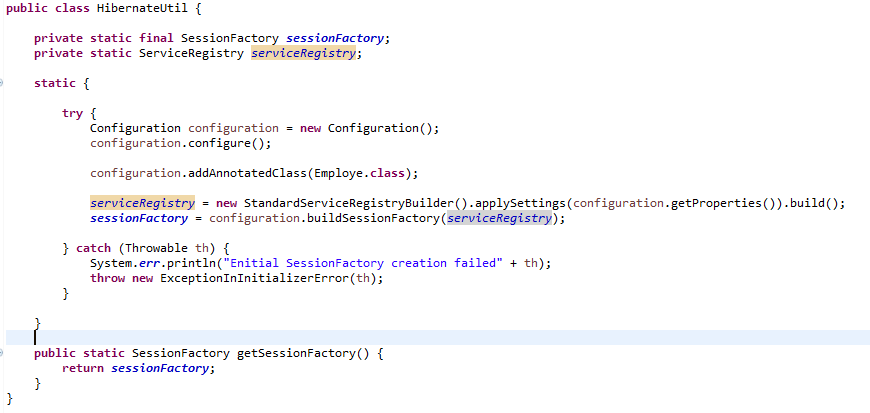 public class HibernateUtil {
private static final SessionFactory sessionFactory;
private static ServiceRegistry serviceRegistry;
static {
try {
Configuration configuration = new Configuration();
configuration.configure();
configuration.addAnnotatedClass(Employe.class);
serviceRegistry = new StandardServiceRegistryBuilder().applySettings(configuration.getProperties()).build();
sessionFactory = configuration.buildSessionFactory(serviceRegistry);
} catch (Throwable th) {
System.err.println("Enitial SessionFactory creation failed" + th);
throw new ExceptionInInitializerError(th);
}
}
public static SessionFactory getSessionFactory() {
return sessionFactory;
}
}